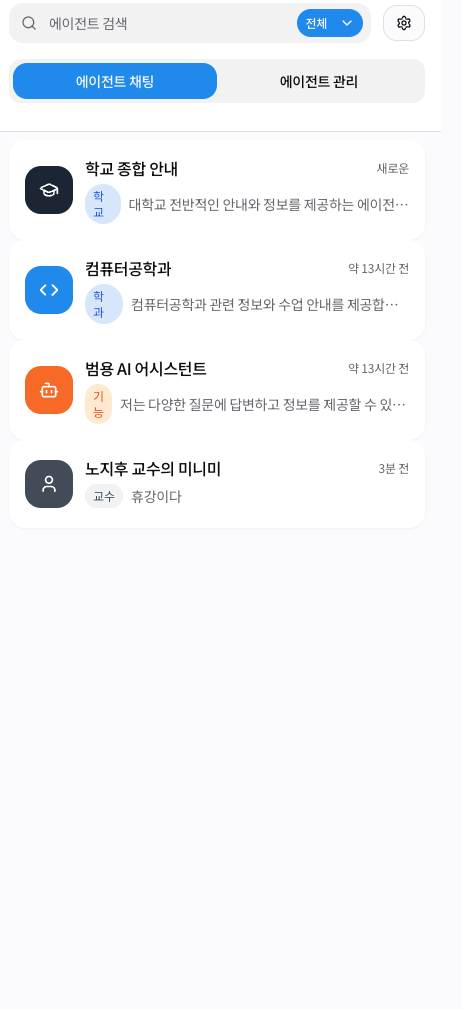 에이전트 검색
전체
에이전트 채팅
에이전트 관리
학교 종합 안내
새로운
학
교
대학교 전반적인 안내와 정보를 제공하는 에이전…
컴퓨터공학과
약 13시간 전
학
과
컴퓨터공학과 관련 정보와 수업 안내를 제공합…
범용 AI 어시스턴트
약 13시간 전
기
능
저는 다양한 질문에 답변하고 정보를 제공할 수 있…
노지후 교수의 미니미
3분 전
교수
휴강이다